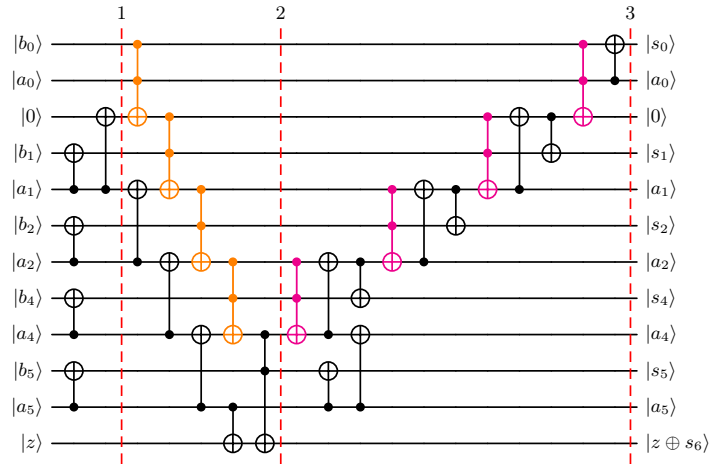 1 2 3
|b₀⟩ |s₀⟩
|a₀⟩ |a₀⟩
|0⟩ |0⟩
|b₁⟩ |s₁⟩
|a₁⟩ |a₁⟩
|b₂⟩ |s₂⟩
|a₂⟩ |a₂⟩
|b₄⟩ |s₄⟩
|a₄⟩ |a₄⟩
|b₅⟩ |s₅⟩
|a₅⟩ |a₅⟩
|z⟩ |z ⊕ s₆⟩